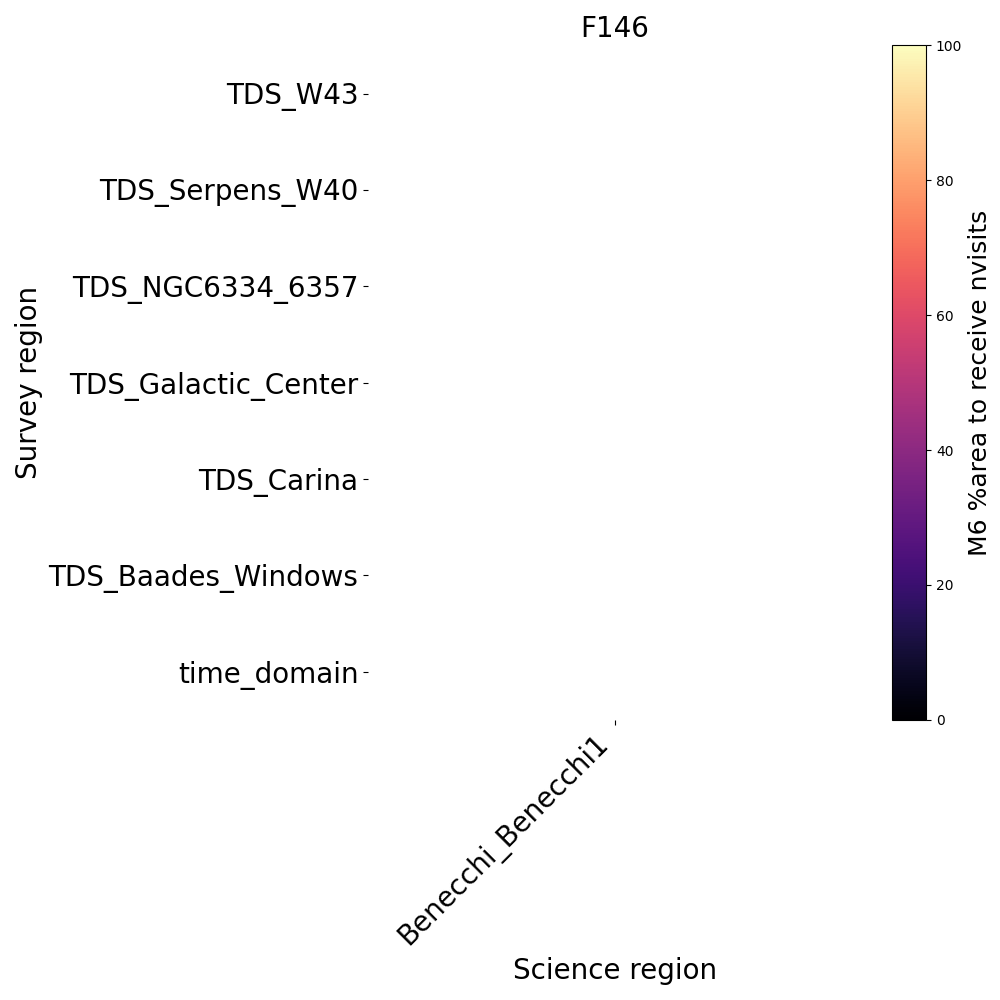 F146
TDS_W43
TDS_Serpens_W40
TDS_NGC6334_6357
TDS_Galactic_Center
TDS_Carina
TDS_Baades_Windows
time_domain
Survey region
Benecchi_Benecchi1
Science region
100
80
60
40
20
0
M6 %area to receive nvisits